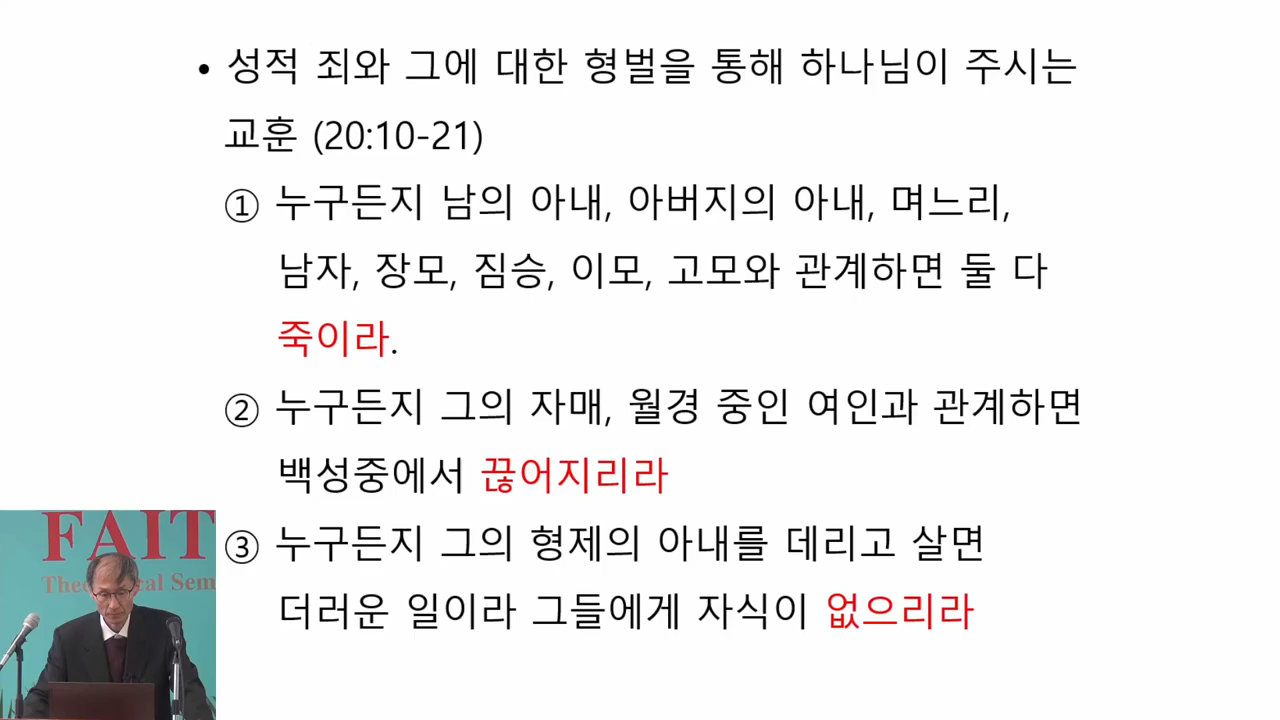 • 성적 죄와 그에 대한 형벌을 통해 하나님이 주시는
교훈 (20:10-21)
① 누구든지 남의 아내, 아버지의 아내, 며느리,
남자, 장모, 짐승, 이모, 고모와 관계하면 둘 다
죽이라.
② 누구든지 그의 자매, 월경 중인 여인과 관계하면
백성중에서 끊어지리라
③ 누구든지 그의 형제의 아내를 데리고 살면
더러운 일이라 그들에게 자식이 없으리라
FAIT